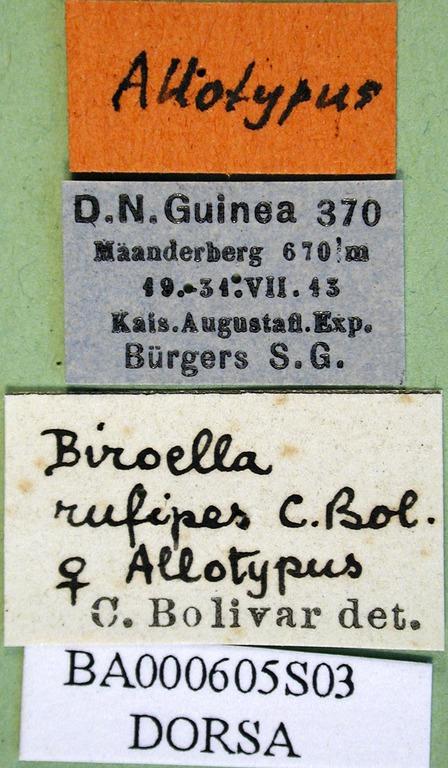 Allotypus
D.N.Guinea 370
Mäanderberg 670 m
19.-31.VII.13
Kais.Augustafl.Exp.
Bürgers S.G.
Biroella
rufipes C.Bol.
♀ Allotypus
C. Bolivar det.
BA000605S03
DORSA